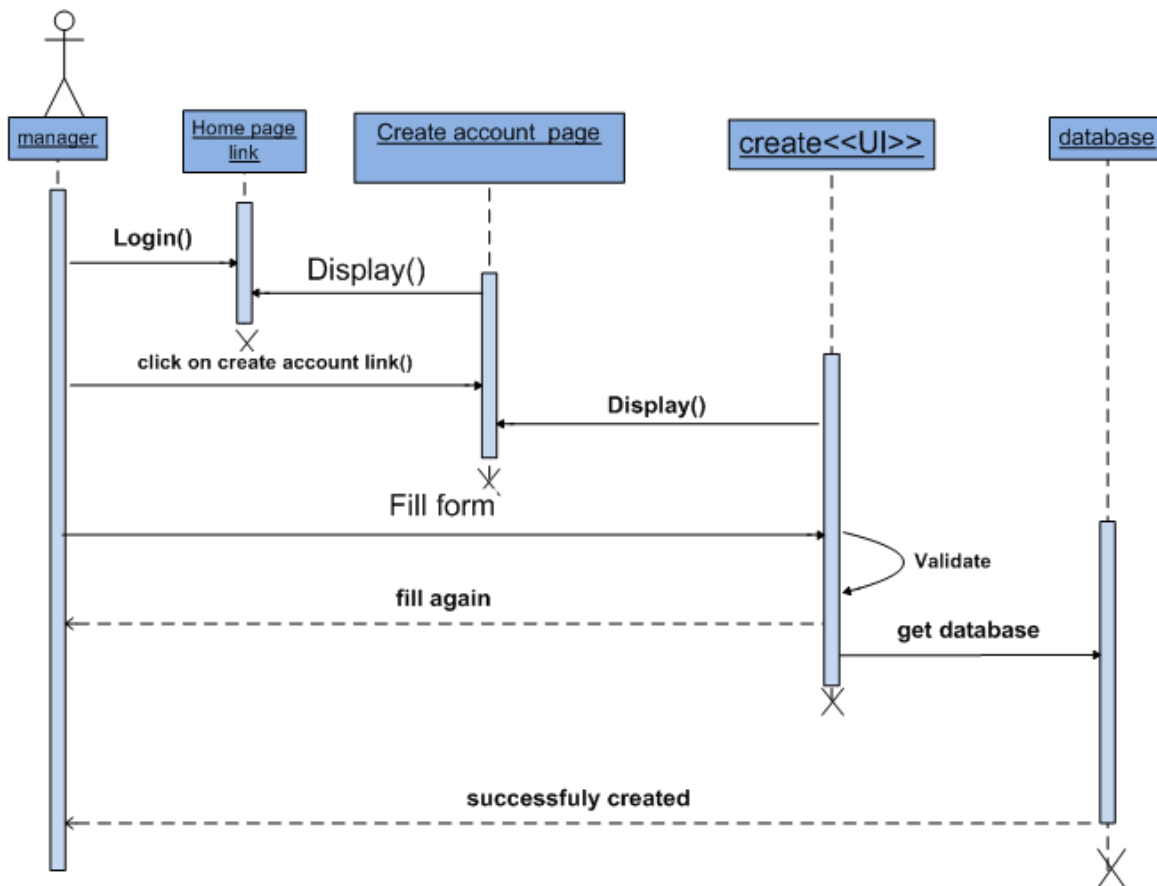 manager
Home page
link
Create account page
create<<UI>>
database
Login()
Display()
click on create account link()
Display()
Fill form
Validate
fill again
get database
successfuly created